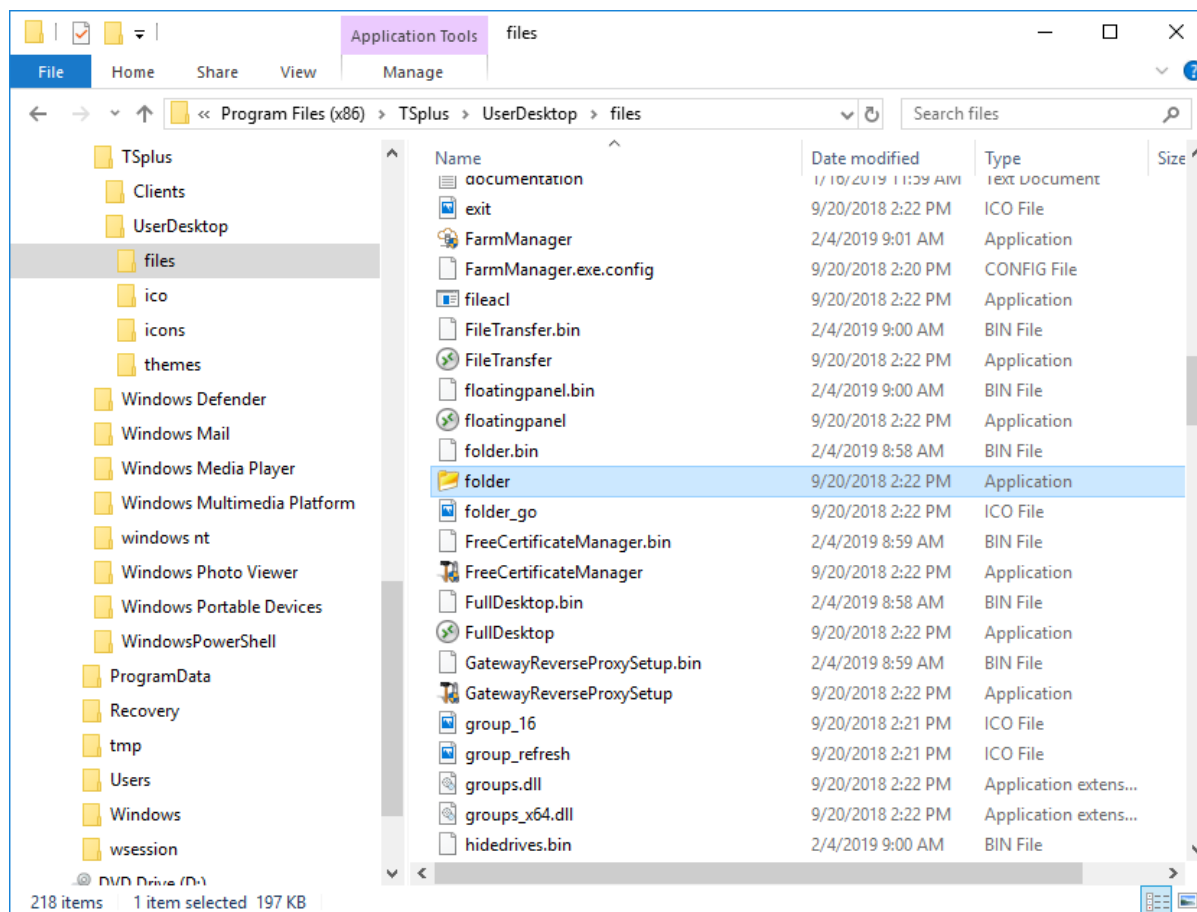 Application Tools files
File Home Share View Manage
« Program Files (x86) > TSplus > UserDesktop > files Search files
TSplus
Clients
UserDesktop
files
ico
icons
themes
Windows Defender
Windows Mail
Windows Media Player
Windows Multimedia Platform
windows nt
Windows Photo Viewer
Windows Portable Devices
WindowsPowerShell
ProgramData
Recovery
tmp
Users
Windows
wsession
DVD Drive (D:)
Name Date modified Type Size
documentation 1/16/2019 11:59 AM Text Document
exit 9/20/2018 2:22 PM ICO File
FarmManager 2/4/2019 9:01 AM Application
FarmManager.exe.config 9/20/2018 2:20 PM CONFIG File
fileacl 9/20/2018 2:22 PM Application
FileTransfer.bin 2/4/2019 9:00 AM BIN File
FileTransfer 9/20/2018 2:22 PM Application
floatingpanel.bin 2/4/2019 9:00 AM BIN File
floatingpanel 9/20/2018 2:22 PM Application
folder.bin 2/4/2019 8:58 AM BIN File
folder 9/20/2018 2:22 PM Application
folder_go 9/20/2018 2:22 PM ICO File
FreeCertificateManager.bin 2/4/2019 8:59 AM BIN File
FreeCertificateManager 9/20/2018 2:22 PM Application
FullDesktop.bin 2/4/2019 8:58 AM BIN File
FullDesktop 9/20/2018 2:22 PM Application
GatewayReverseProxySetup.bin 2/4/2019 8:59 AM BIN File
GatewayReverseProxySetup 9/20/2018 2:22 PM Application
group_16 9/20/2018 2:21 PM ICO File
group_refresh 9/20/2018 2:21 PM ICO File
groups.dll 9/20/2018 2:22 PM Application extens...
groups_x64.dll 9/20/2018 2:22 PM Application extens...
hidedrives.bin 2/4/2019 9:00 AM BIN File
218 items 1 item selected 197 KB